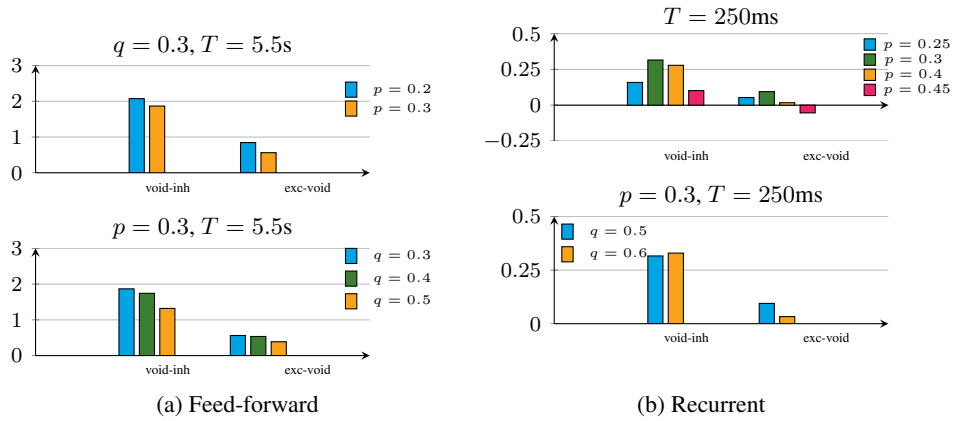 q = 0.3, T = 5.5s
3
2
1
0
p = 0.2
p = 0.3
void-inh
exc-void
p = 0.3, T = 5.5s
3
2
1
0
q = 0.3
q = 0.4
q = 0.5
void-inh
exc-void
(a) Feed-forward
T = 250ms
0.5
0.25
0
−0.25
p = 0.25
p = 0.3
p = 0.4
p = 0.45
void-inh
exc-void
p = 0.3, T = 250ms
0.5
0.25
0
q = 0.5
q = 0.6
void-inh
exc-void
(b) Recurrent